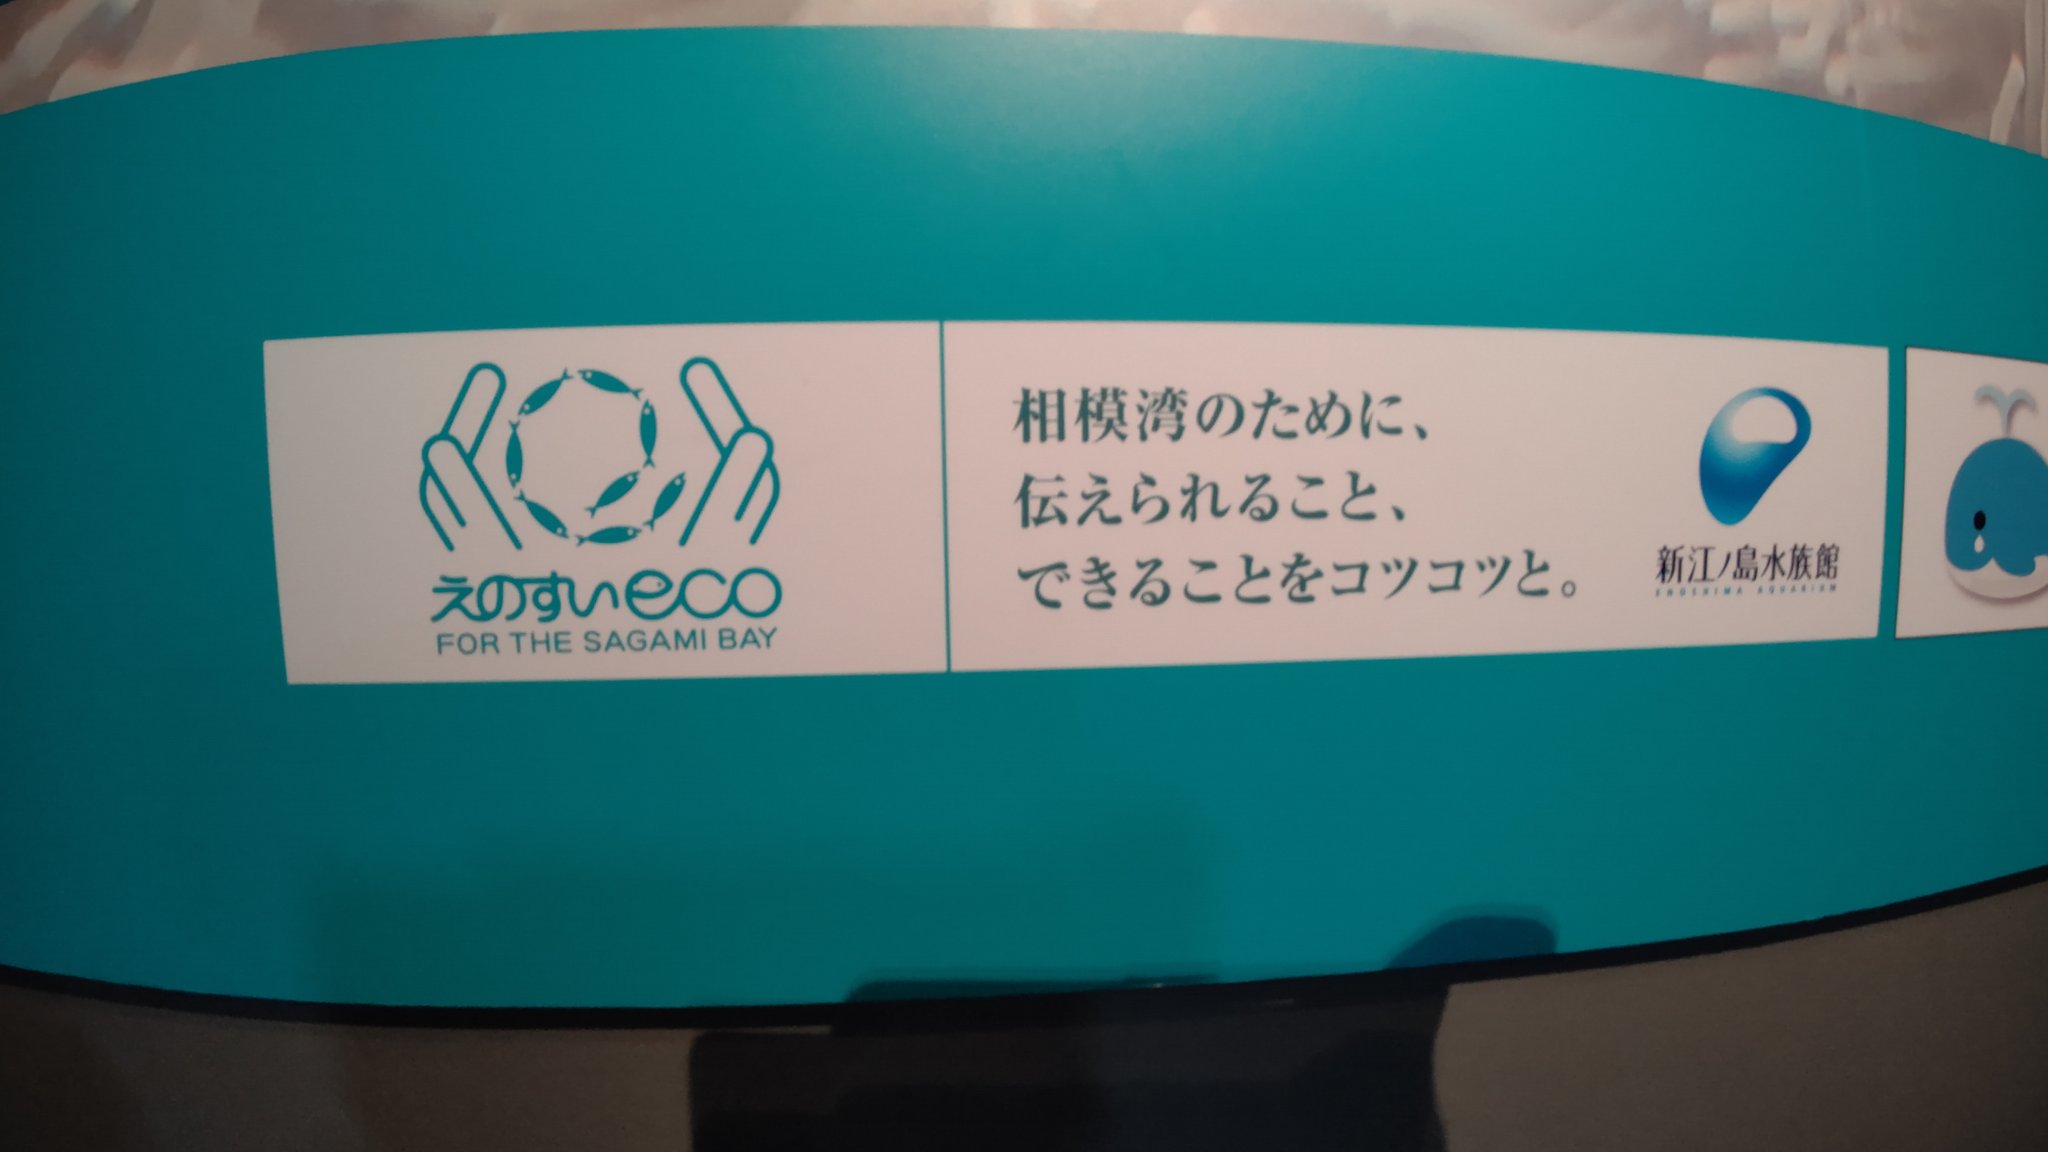 えのすいeco
FOR THE SAGAMI BAY
相模湾のために、
伝えられること、
できることをコツコツと。
新江ノ島水族館
ENOSHIMA AQUARIUM